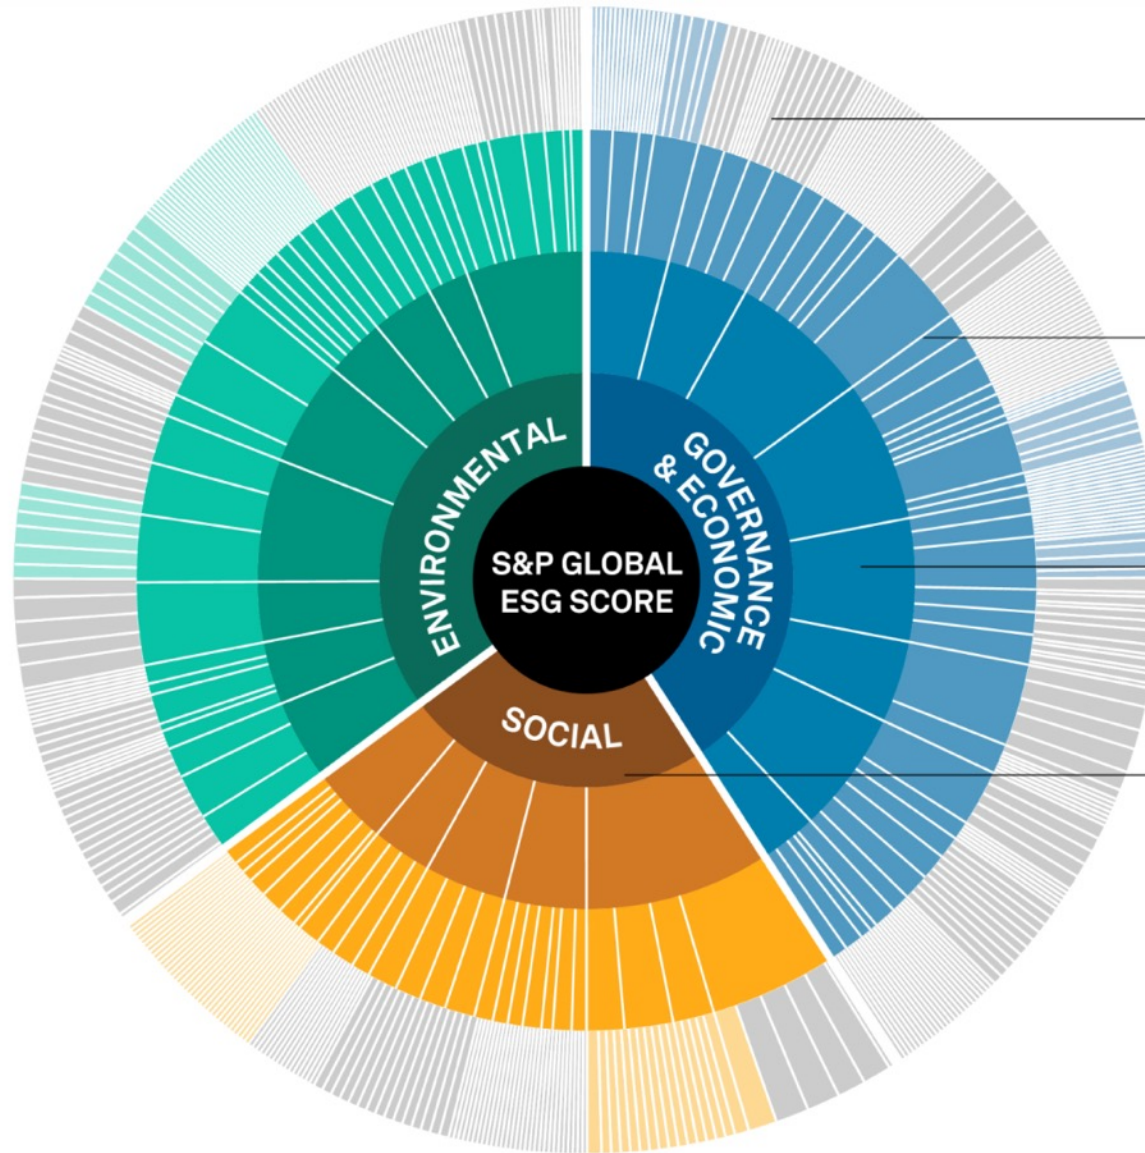 S&P GLOBAL
ESG SCORE
ENVIRONMENTAL
GOVERNANCE
& ECONOMIC
SOCIAL